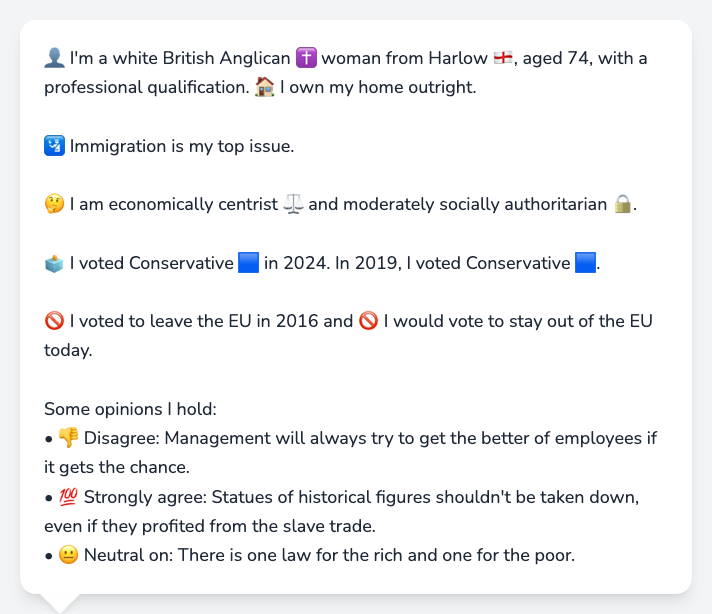 👤 I'm a white British Anglican ✝️ woman from Harlow 🏴󠁧󠁢󠁥󠁮󠁧󠁿, aged 74, with a
professional qualification. 🏠 I own my home outright.
🛂 Immigration is my top issue.
🤔 I am economically centrist ⚖️ and moderately socially authoritarian 🔒.
🗳️ I voted Conservative 🟦 in 2024. In 2019, I voted Conservative 🟦.
🚫 I voted to leave the EU in 2016 and 🚫 I would vote to stay out of the EU
today.
Some opinions I hold:
• 👎 Disagree: Management will always try to get the better of employees if
it gets the chance.
• 💯 Strongly agree: Statues of historical figures shouldn't be taken down,
even if they profited from the slave trade.
• 😐 Neutral on: There is one law for the rich and one for the poor.